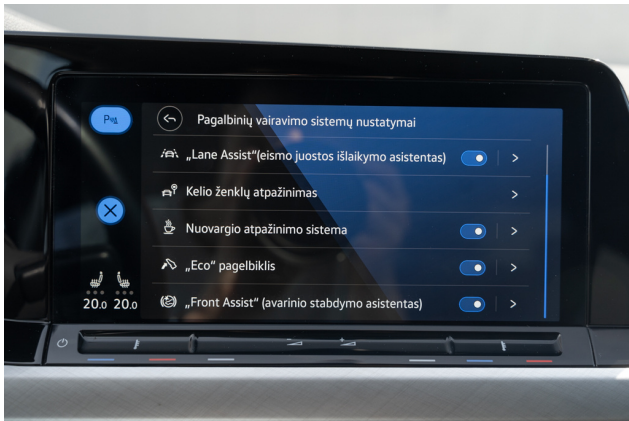 Pagalbinių vairavimo sistemų nustatymai
„Lane Assist"(eismo juostos išlaikymo asistentas)
Kelio ženklų atpažinimas
Nuovargio atpažinimo sistema
„Eco" pagelbiklis
„Front Assist" (avarinio stabdymo asistentas)
20.0 20.0